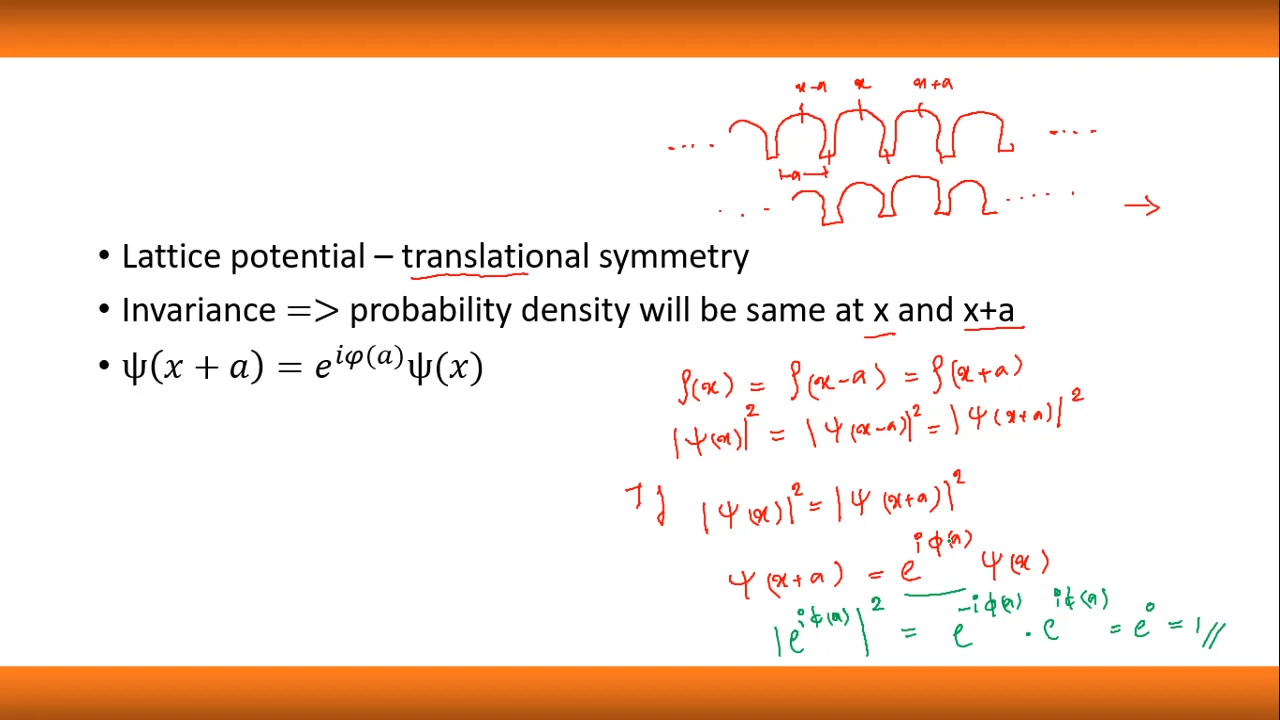 x-a x x+a
.... ....
a
... ...... →
• Lattice potential – translational symmetry
• Invariance => probability density will be same at x and x+a
• ψ(x + a) = e^{iφ(a)}ψ(x)
ρ(x) = ρ(x-a) = ρ(x+a)
|ψ(x)|² = |ψ(x-a)|² = |ψ(x+a)|²
If |ψ(x)|² = |ψ(x+a)|²
ψ(x+a) = e^{iϕ(a)} ψ(x)
|e^{iϕ(a)}|² = e^{-iϕ(a)} . e^{iϕ(a)} = e^0 = 1//